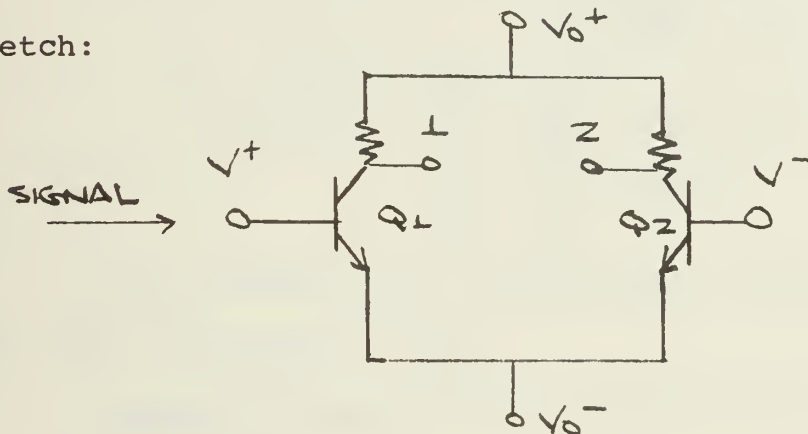 etch:
V₀⁺
1
2
V⁺
V⁻
SIGNAL
Q1
Q2
V₀⁻